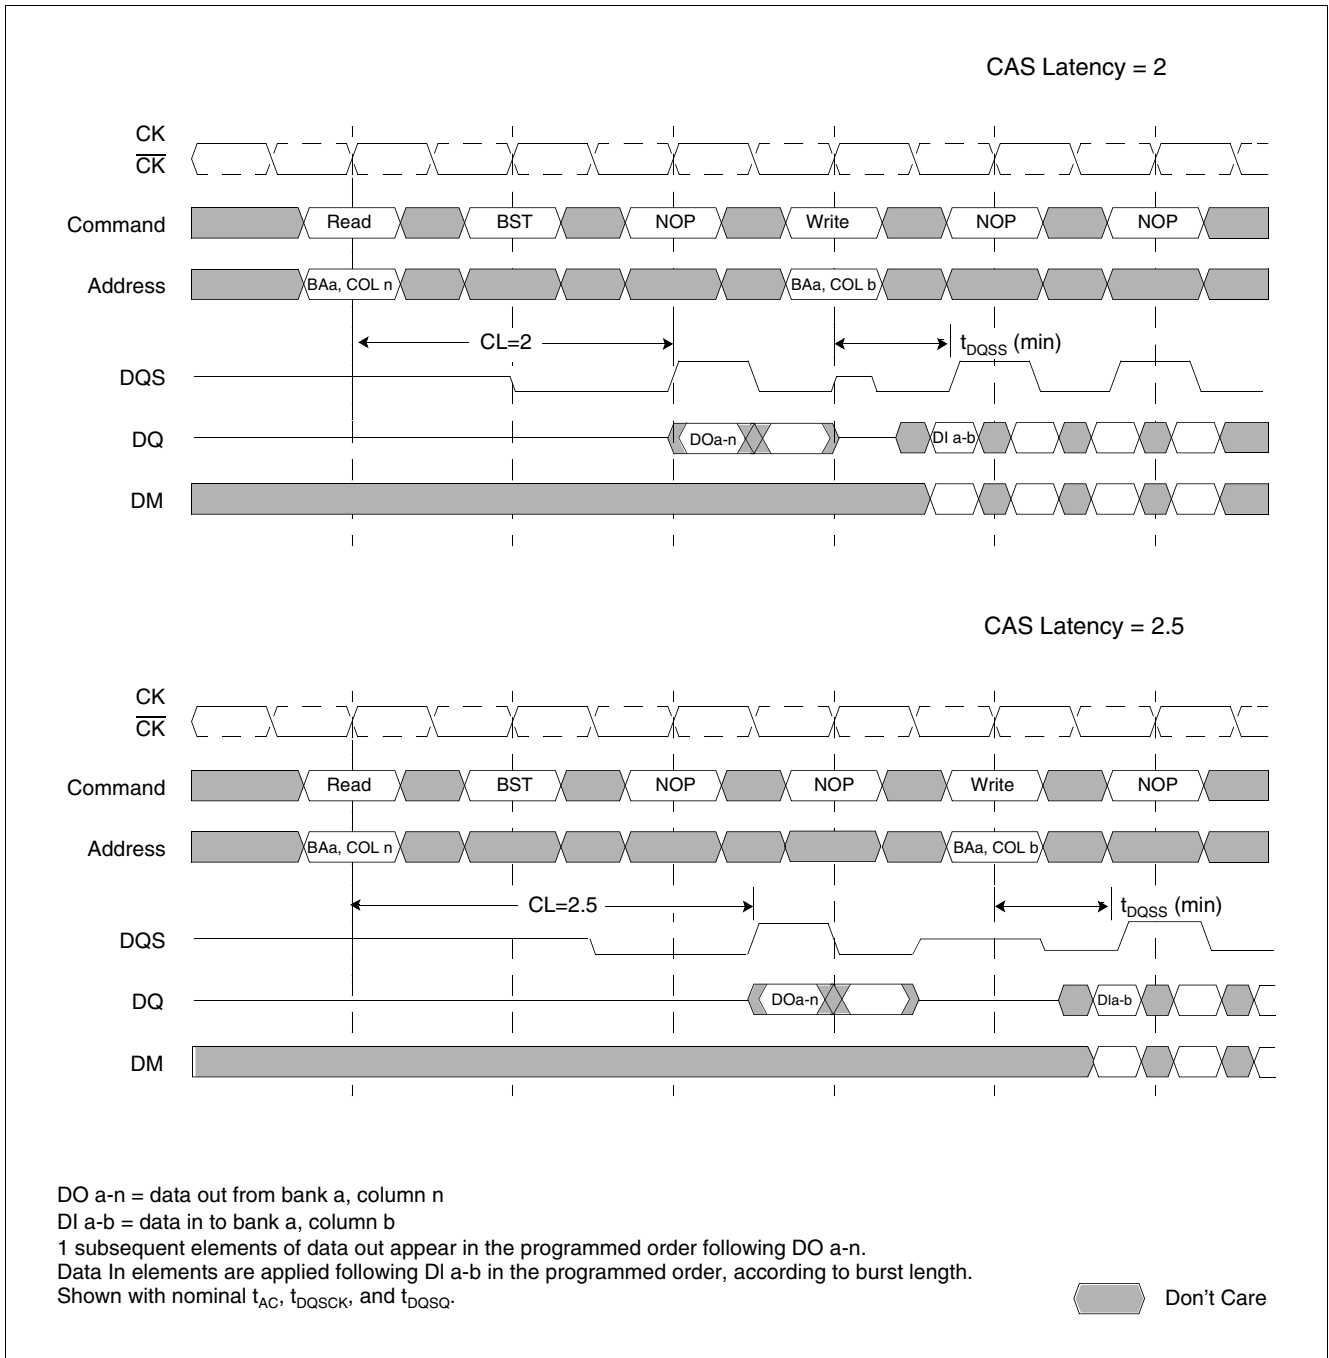 CAS Latency = 2
CK
CK
Command Read BST NOP Write NOP NOP
Address BAa, COL n BAa, COL b
CL=2 tDQSS (min)
DQS
DQ DOa-n DI a-b
DM
CAS Latency = 2.5
CK
CK
Command Read BST NOP NOP Write NOP
Address BAa, COL n BAa, COL b
CL=2.5 tDQSS (min)
DQS
DQ DOa-n DIa-b
DM
DO a-n = data out from bank a, column n
DI a-b = data in to bank a, column b
1 subsequent elements of data out appear in the programmed order following DO a-n.
Data In elements are applied following DI a-b in the programmed order, according to burst length.
Shown with nominal tAC, tDQSCK, and tDQSQ.
Don't Care